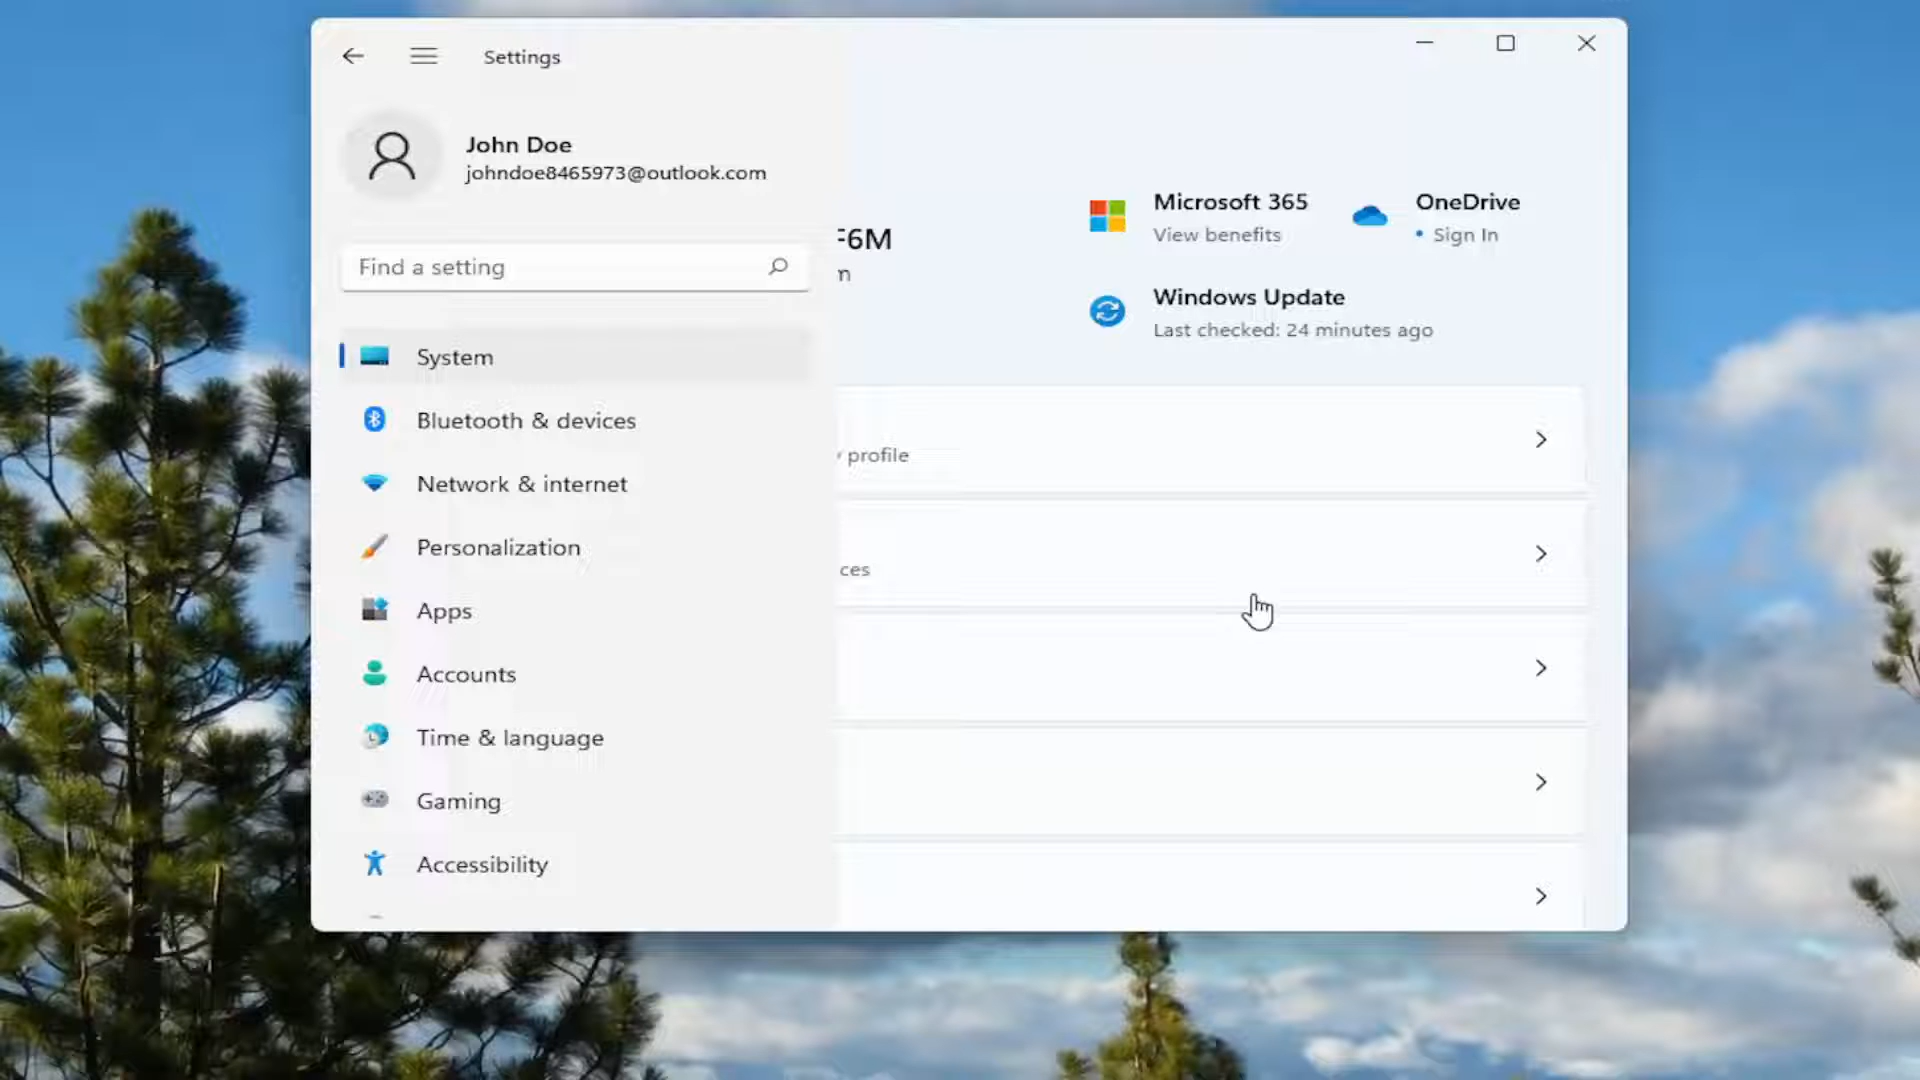 Settings
John Doe
johndoe8465973@outlook.com
Find a setting
System
Bluetooth & devices
Network & internet
Personalization
Apps
Accounts
Time & language
Gaming
Accessibility
F6M
Microsoft 365
View benefits
OneDrive
• Sign In
Windows Update
Last checked: 24 minutes ago
profile
ces